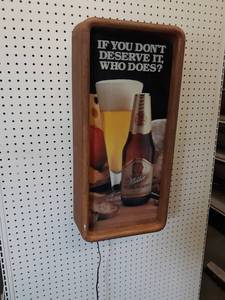 IF YOU DON'T
DESERVE IT,
WHO DOES?